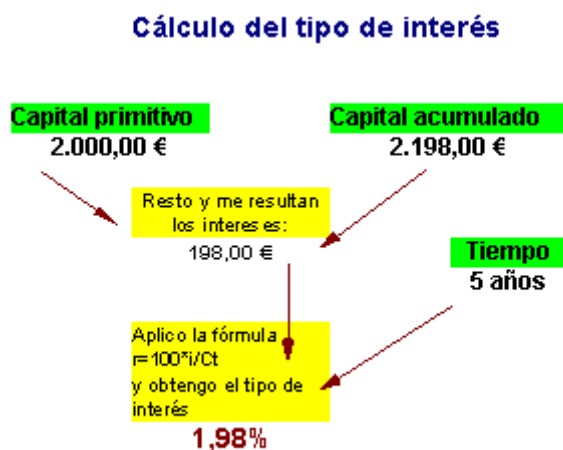 Cálculo del tipo de interés
Capital primitivo
2.000,00 €
Capital acumulado
2.198,00 €
Resto y me resultan
los intereses:
198,00 €
Tiempo
5 años
Aplico la fórmula
r=100*i/Ct
y obtengo el tipo de
interés
1,98%